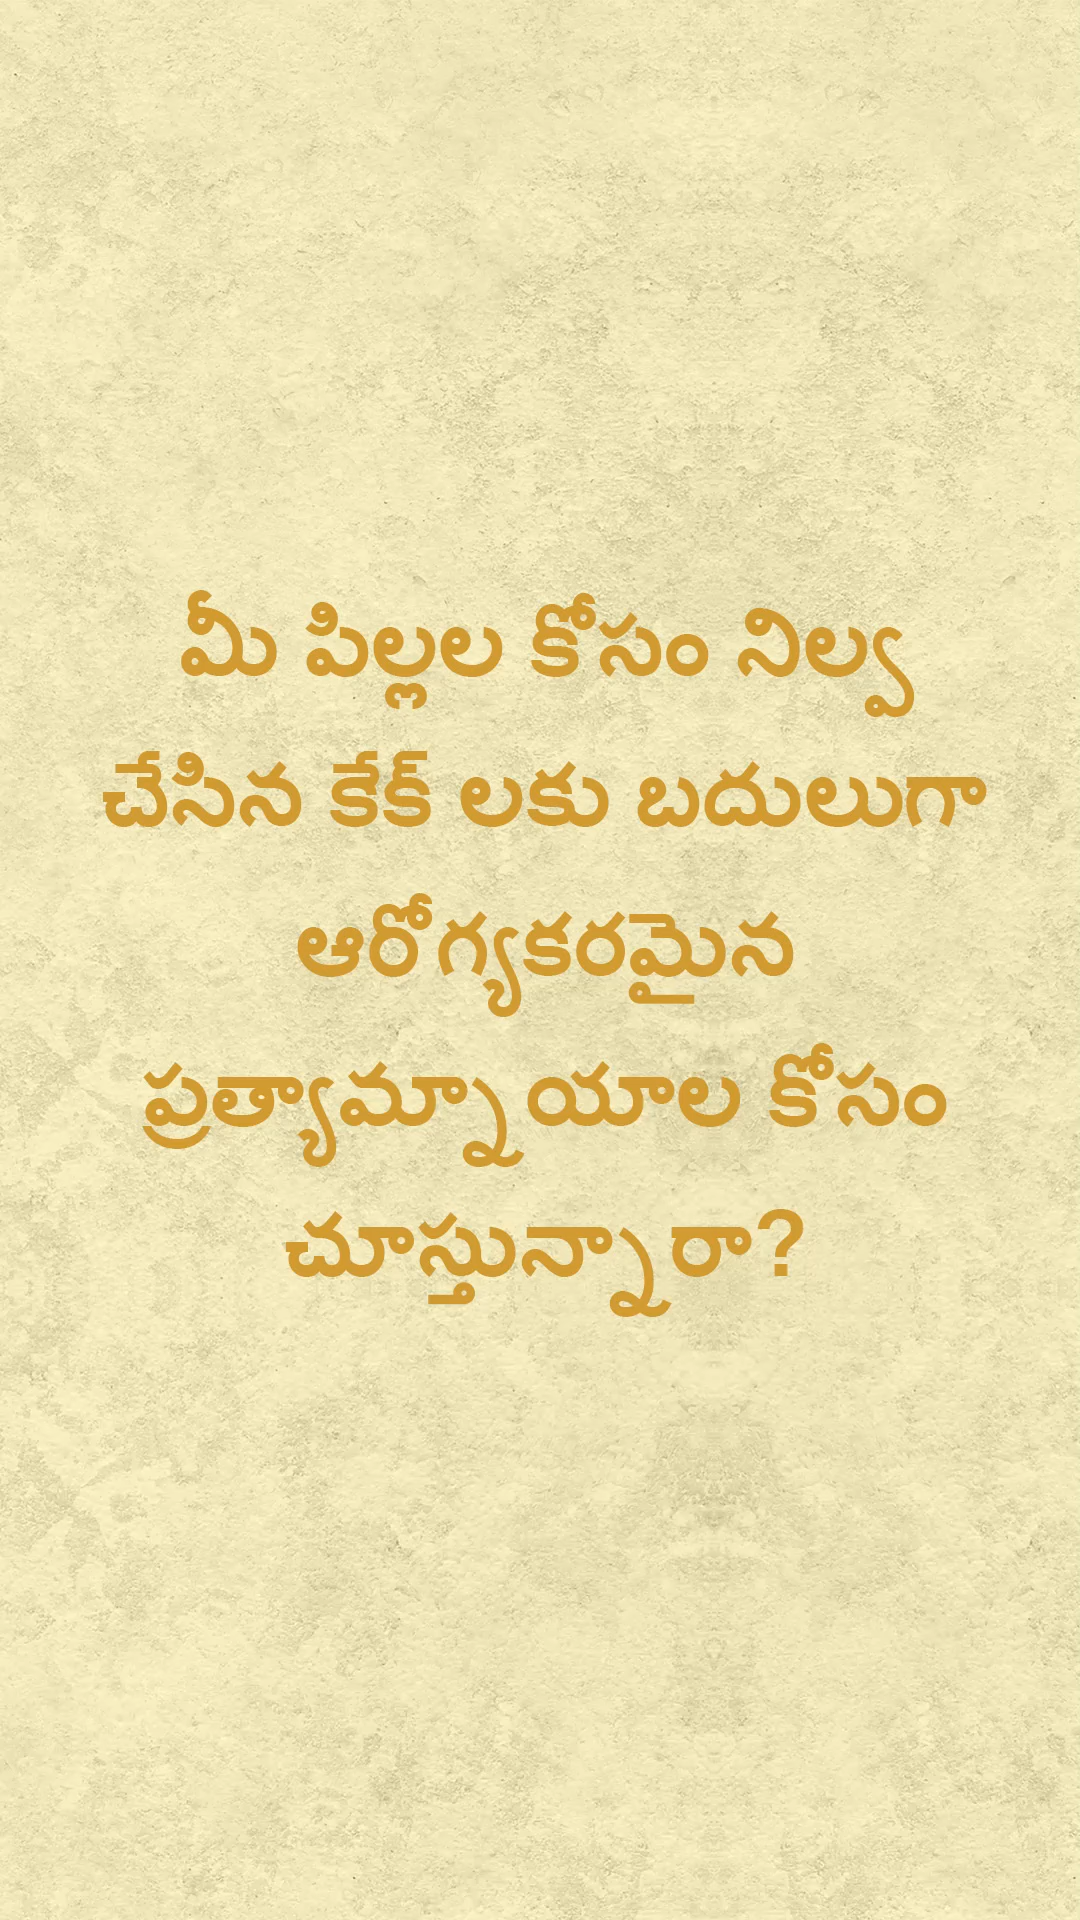 మీ పిల్లల కోసం నిల్వ
చేసిన కేక్ లకు బదులుగా
ఆరోగ్యకరమైన
ప్రత్యామ్నాయాల కోసం
చూస్తున్నారా?